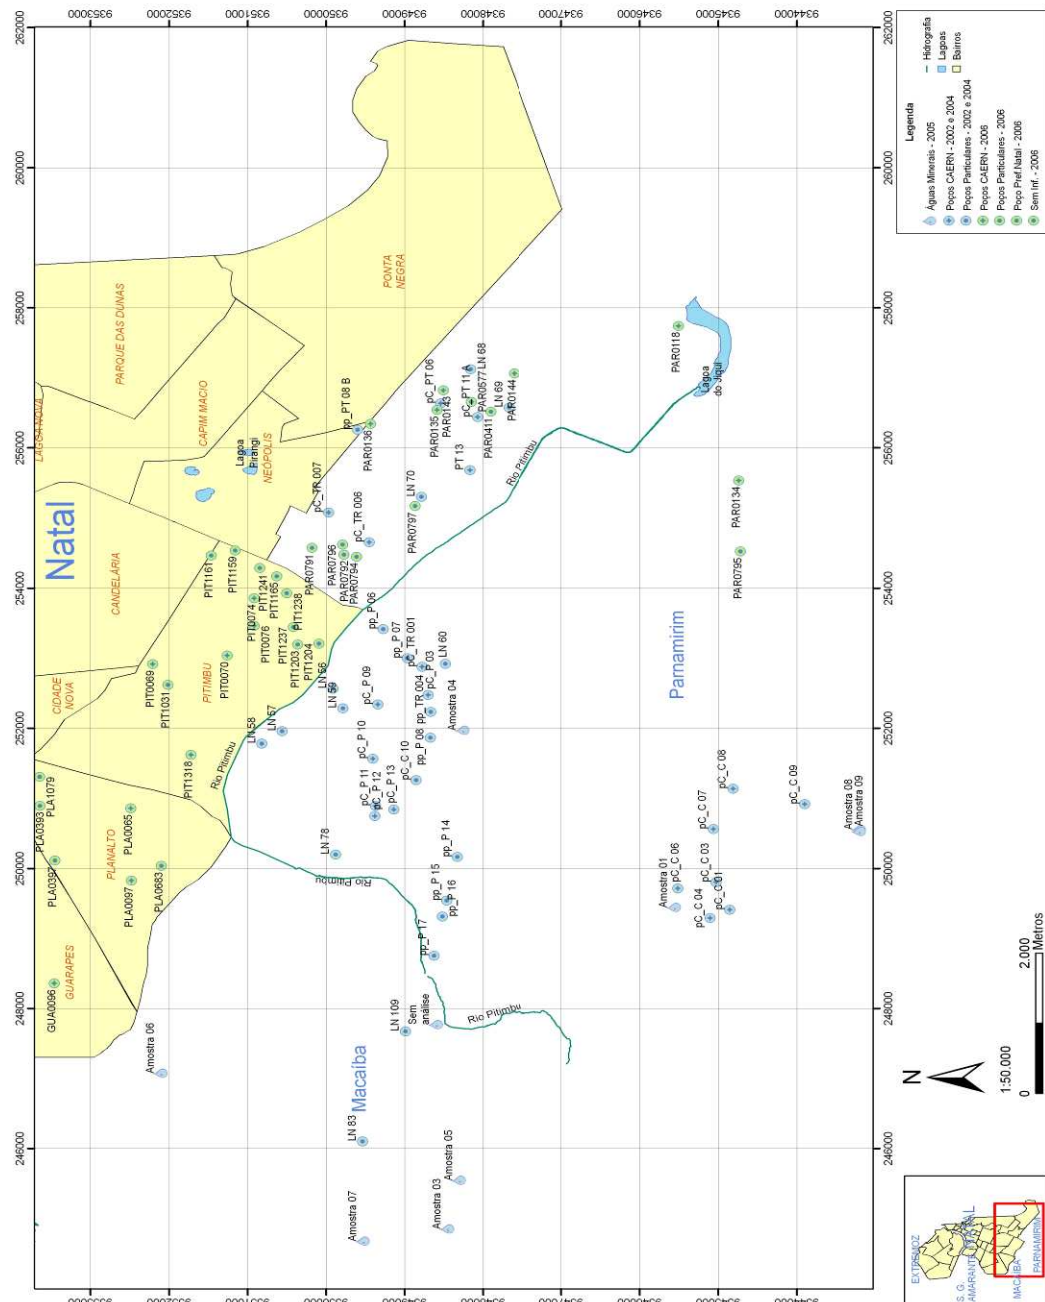 262000
260000
258000
256000
254000
252000
250000
248000
246000
9353000
9352000
9351000
9350000
9349000
9348000
9347000
9346000
9345000
9344000
Natal
Parnamirim
Macaíba
LAGOA NOVA
PARQUE DAS DUNAS
CAPIM MACIO
NEÓPOLIS
PONTA
NEGRA
CANDELÁRIA
CIDADE
NOVA
PITIMBU
PLANALTO
GUARAPES
Lagoa
Pirangi
Lagoa
do Jiqui
Rio Pitimbu
Rio Pitimbu
Rio Pitimbu
Rio Pitimbu
Rio Pitimbu
PIT1161
PIT1159
PIT1241
PIT0074
PIT1165
PIT0076
PIT1238
PIT1237
PIT1203
PIT1204
PIT0069
PIT1031
PIT0070
PIT1318
PLA1079
PLA0393
PLA0397
PLA0065
PLA0097
PLA0683
GUA0096
pp_PT 08 B
PAR0136
pC_TR 007
pC_TR 006
PAR0791
PAR0796
PAR0792
PAR0794
PAR0797
LN 70
PT 13
PAR0135
PAR0143
pC_PT 06
pC_PT 11 A
PAR0577
LN 68
LN 69
PAR0411
PAR0144
PAR0118
PAR0134
PAR0795
pp_P 06
pp_P 07
pC_TR 001
LN 60
pC_P 03
pp_TR 004
pp_P 08
Amostra 04
pC_P 09
pC_P 10
pC_C 10
pC_P 11
pC_P 12
pC_P 13
LN 56
LN 59
LN 57
LN 58
LN 78
pp_P 14
pp_P 15
pp_P 16
pp_P 17
LN 109
Sem
análise
LN 83
Amostra 06
Amostra 07
Amostra 03
Amostra 05
Amostra 01
pC_C 06
pC_C 07
pC_C 08
pC_C 03
pC_C 04
pC_C 01
pC_C 09
Amostra 08
Amostra 09
Legenda
Águas Minerais - 2005
Poços CAERN - 2002 e 2004
Poços Particulares - 2002 e 2004
Poços CAERN - 2006
Poços Particulares - 2006
Poço Pref.Natal - 2006
Sem Inf. - 2006
Hidrografia
Lagoas
Bairros
N
1:50.000
0
2.000
Metros
EXTREMOZ
S. G.
AMARANTE
NATAL
MACAÍBA
PARNAMIRIM